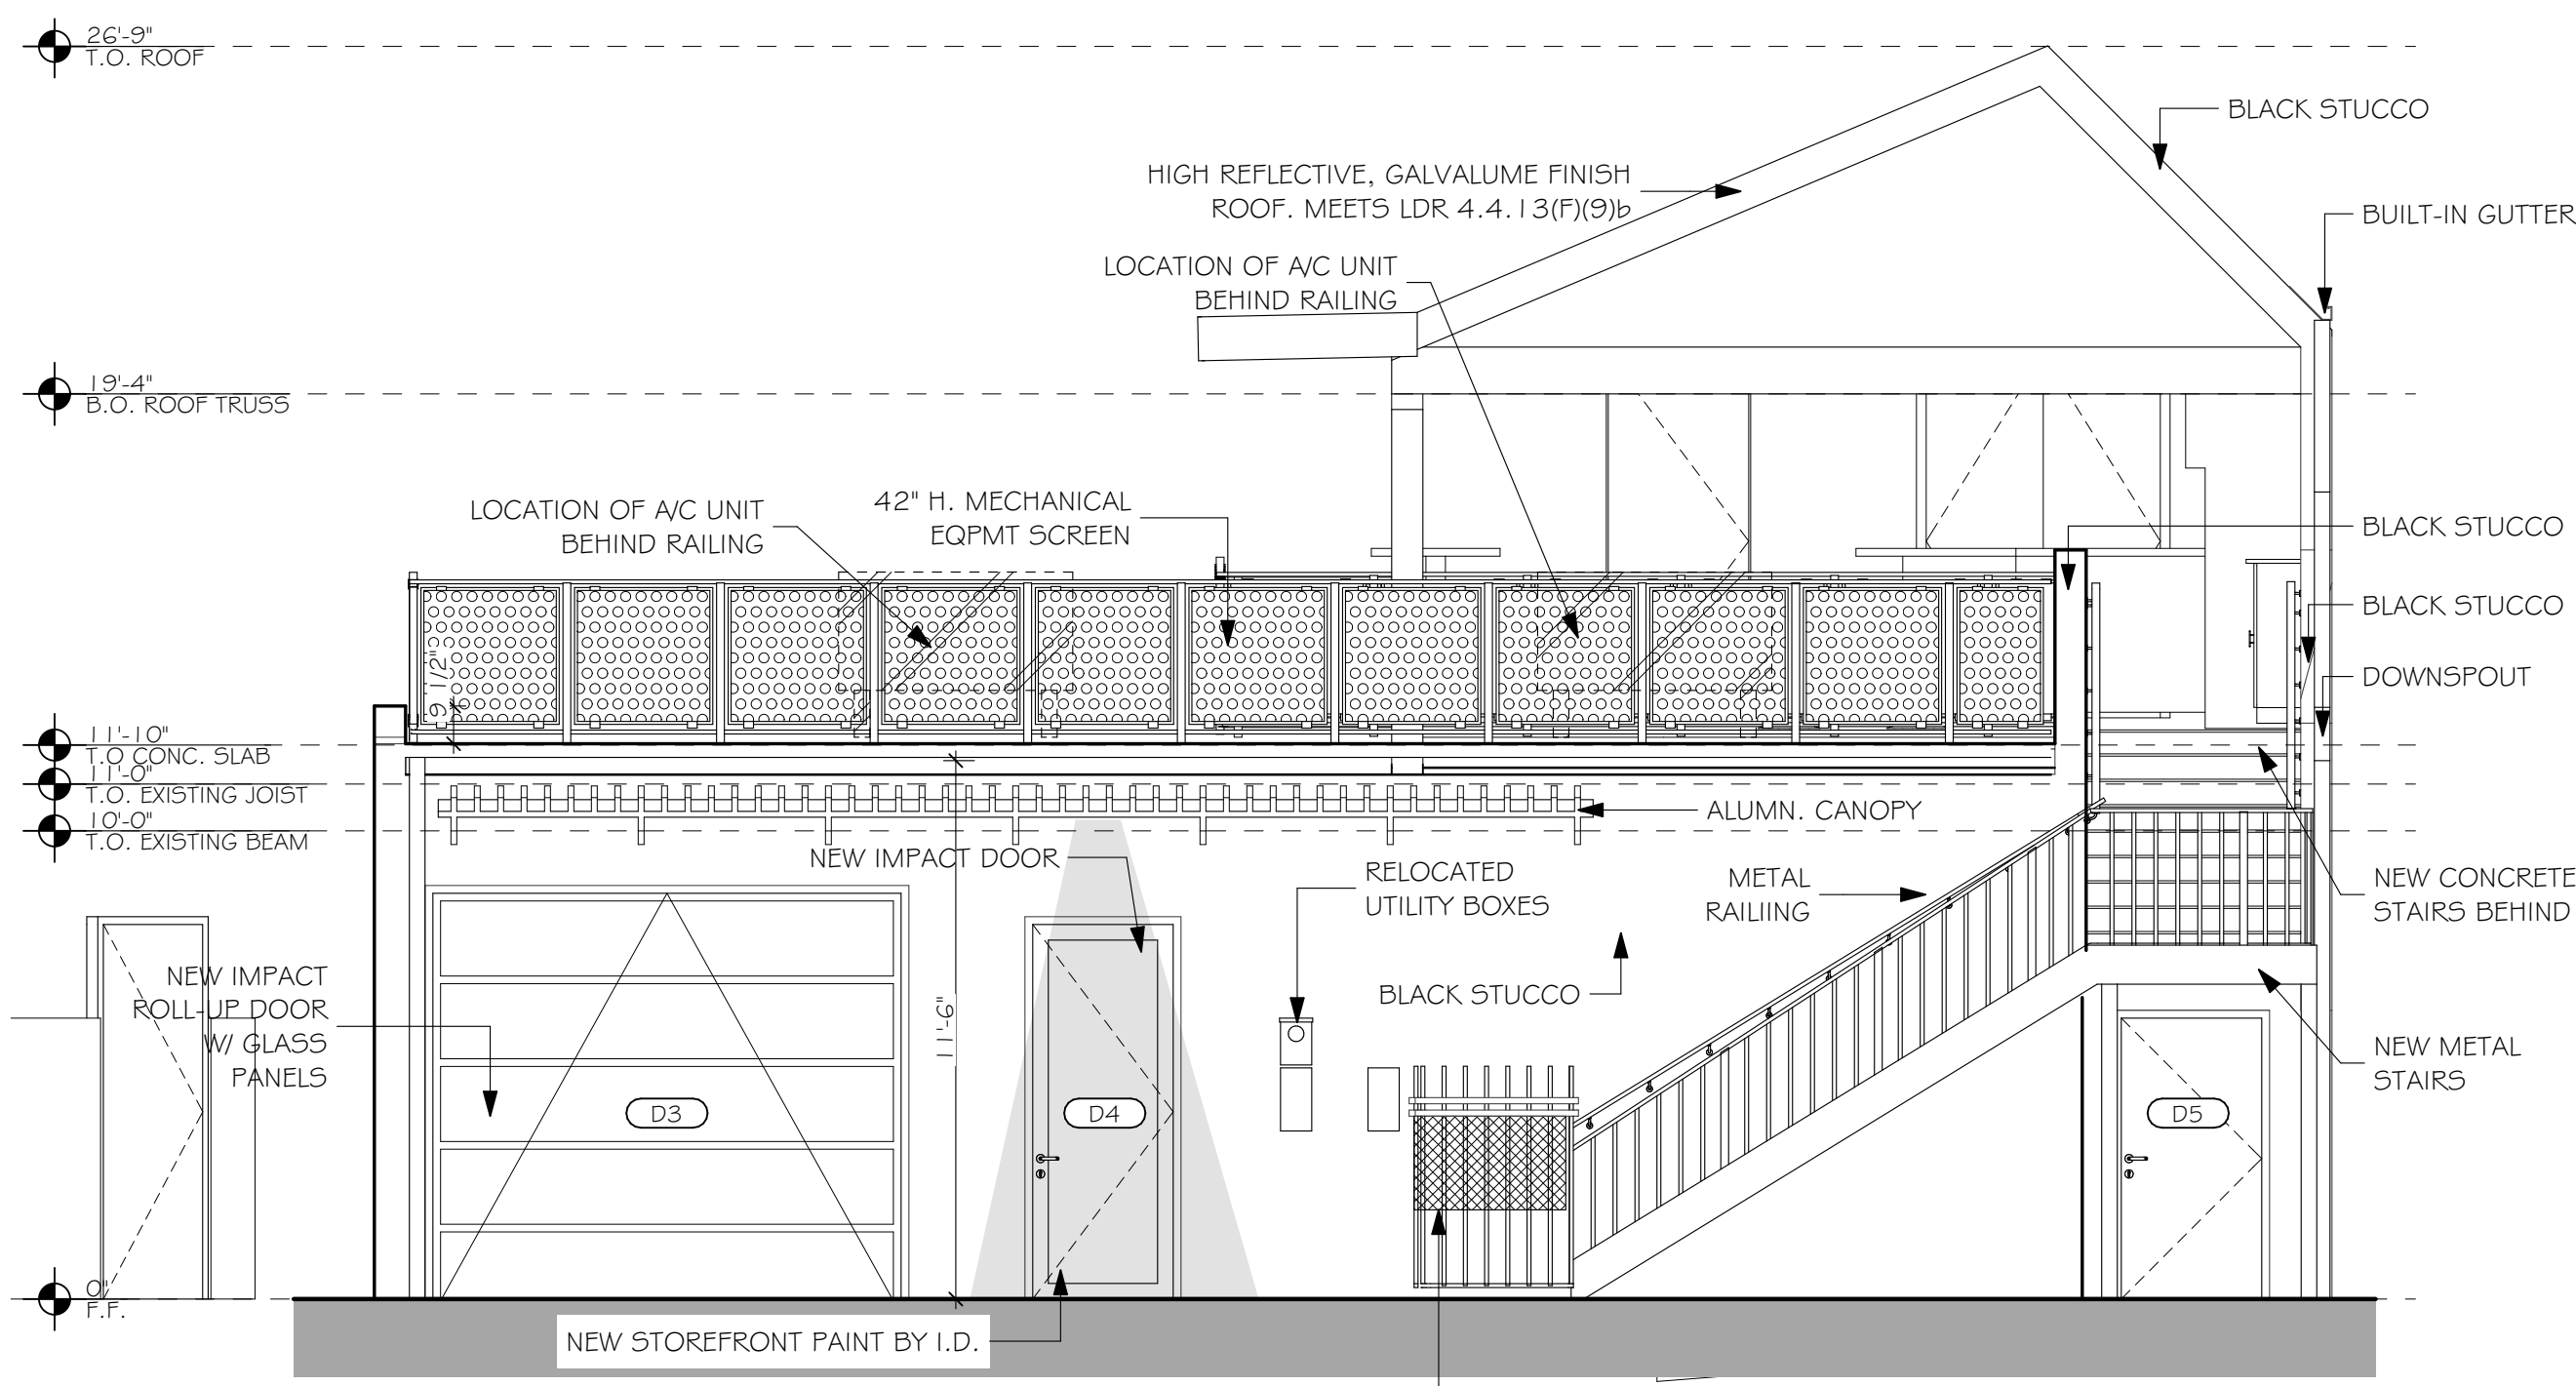 26'-9"
T.O. ROOF
BLACK STUCCO
HIGH REFLECTIVE, GALVALUME FINISH
ROOF. MEETS LDR 4.4.13(F)(9)b
BUILT-IN GUTTER
LOCATION OF A/C UNIT
BEHIND RAILING
19'-4"
B.O. ROOF TRUSS
LOCATION OF A/C UNIT
BEHIND RAILING
42" H. MECHANICAL
EQPMT SCREEN
BLACK STUCCO
BLACK STUCCO
DOWNSPOUT
9 1/2"
11'-10"
T.O CONC. SLAB
11'-0"
T.O. EXISTING JOIST
10'-0"
T.O. EXISTING BEAM
ALUMN. CANOPY
NEW IMPACT DOOR
RELOCATED
UTILITY BOXES
METAL
RAILIING
NEW CONCRETE
STAIRS BEHIND
NEW IMPACT
ROLL-UP DOOR
W/ GLASS
PANELS
BLACK STUCCO
11'-6"
NEW METAL
STAIRS
D3
D4
D5
0"
F.F.
NEW STOREFRONT PAINT BY I.D.